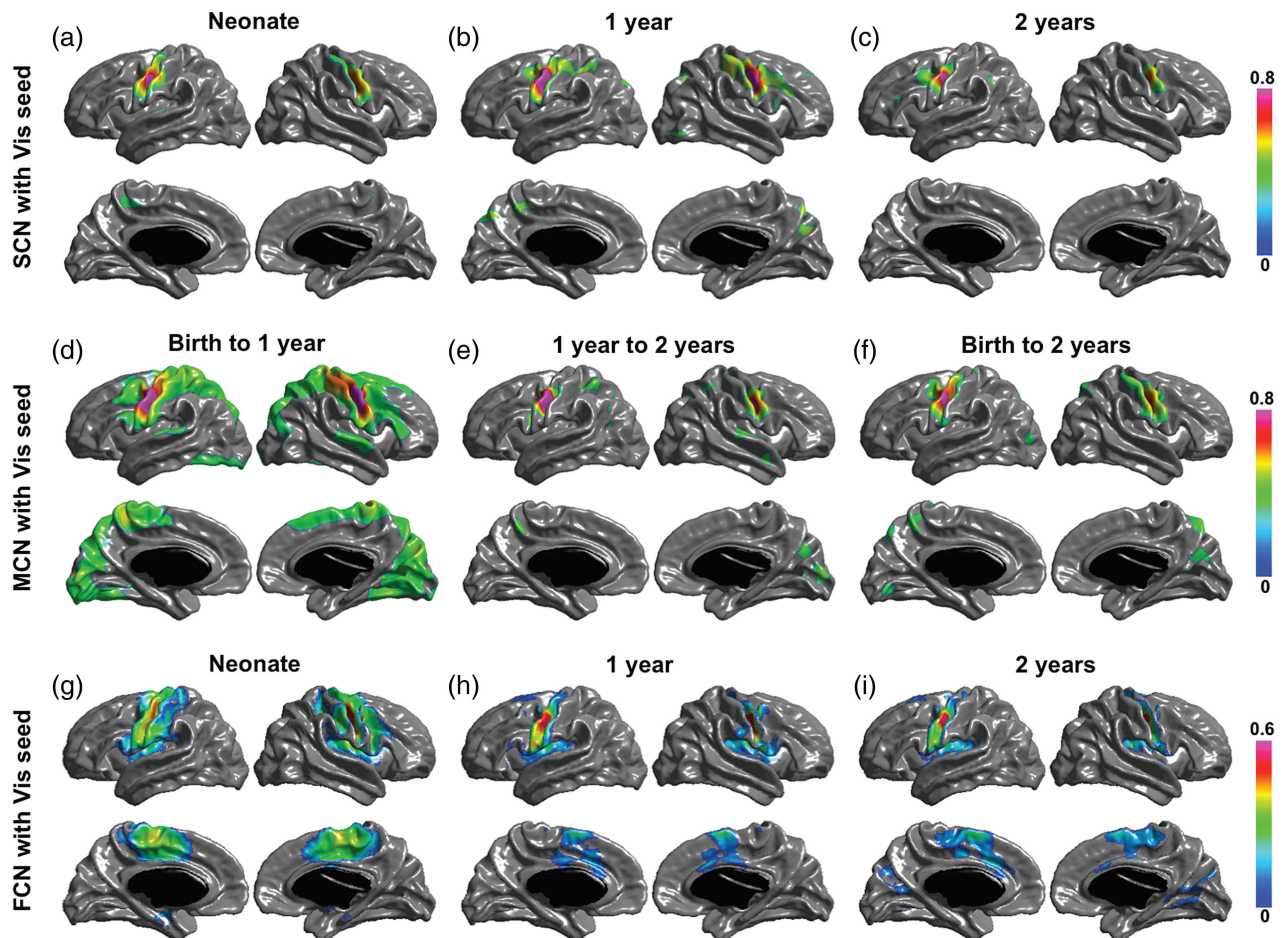 Neonate
1 year
2 years
(a)
(b)
(c)
SCN with Vis seed
0.8
0
Birth to 1 year
1 year to 2 years
Birth to 2 years
(d)
(e)
(f)
MCN with Vis seed
0.8
0
Neonate
1 year
2 years
(g)
(h)
(i)
FCN with Vis seed
0.6
0